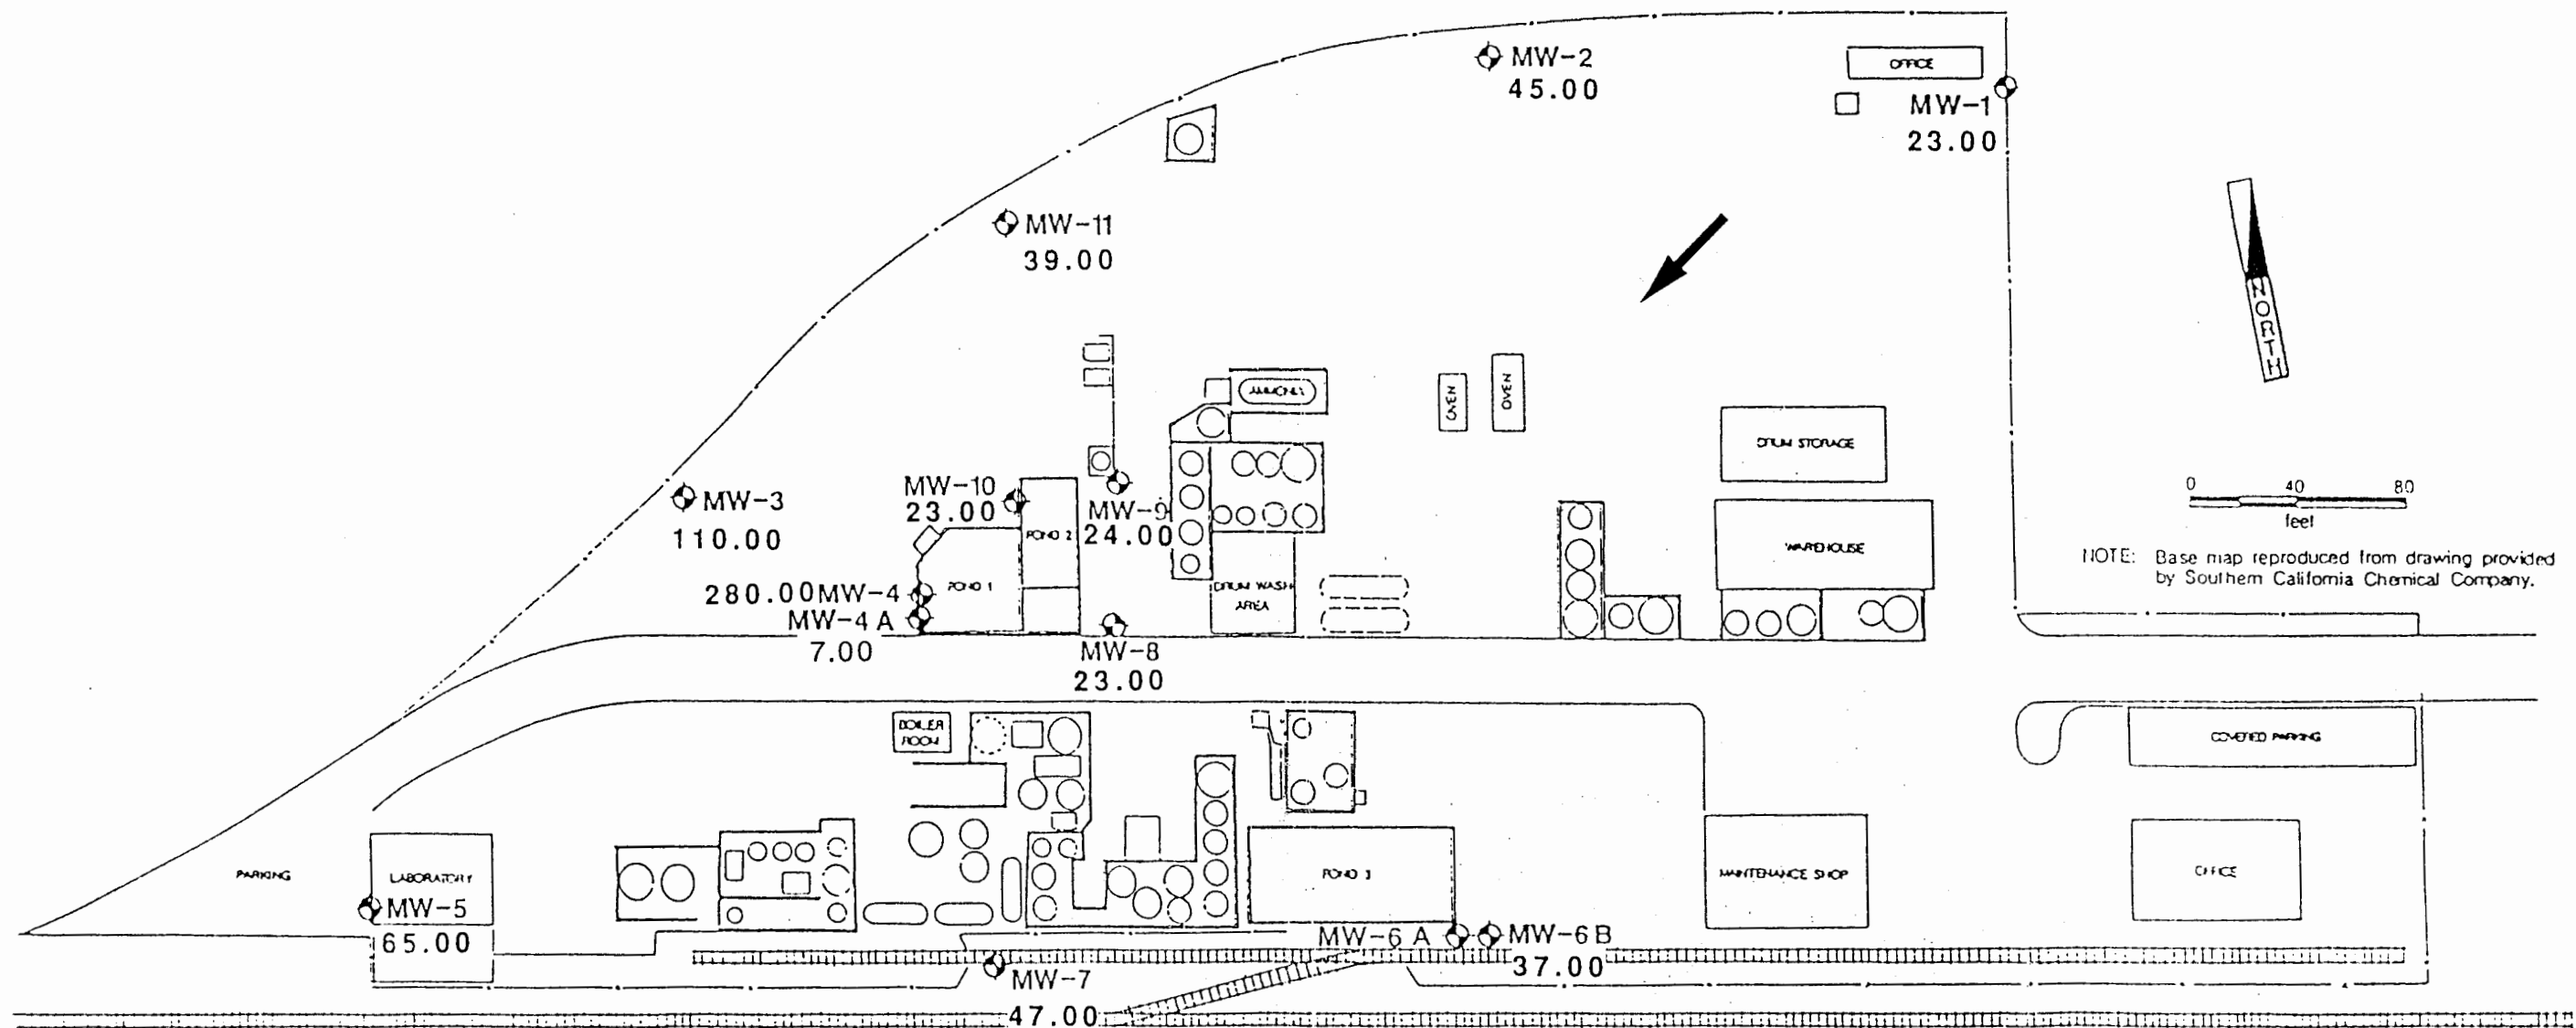 MW-2
45.00
OFFICE
MW-1
23.00
MW-11
39.00
NORTH
AMMONIA
OVEN
OVEN
DRUM STORAGE
MW-3
110.00
MW-10
23.00
MW-9
24.00
POND 2
0 40 80
feet
WAREHOUSE
NOTE: Base map reproduced from drawing provided
by Southern California Chemical Company.
280.00 MW-4
POND 1
DRUM WASH
AREA
MW-4 A
7.00
MW-8
23.00
BOILER
ROOM
COVERED PARKING
PARKING
LABORATORY
POND 3
MAINTENANCE SHOP
OFFICE
MW-5
65.00
MW-6 A
MW-6 B
37.00
MW-7
47.00